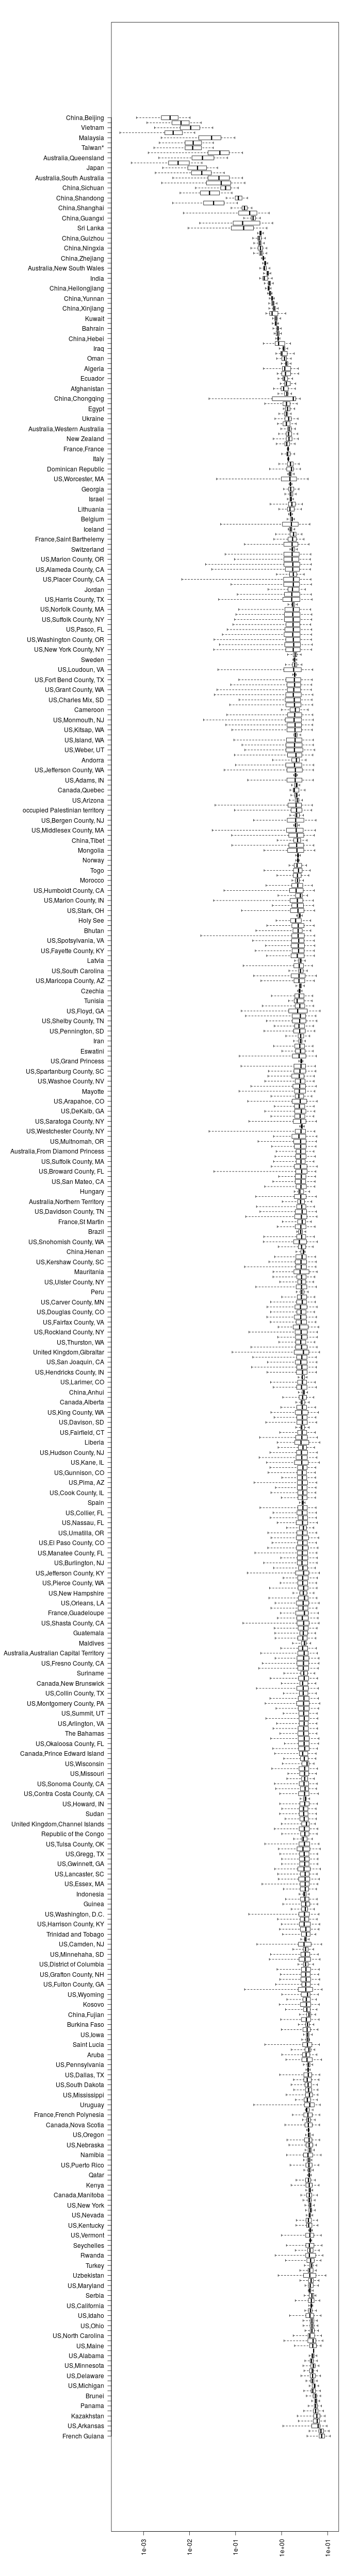 China,Beijing
Vietnam
Malaysia
Taiwan*
Australia,Queensland
Japan
Australia,South Australia
China,Sichuan
China,Shandong
China,Shanghai
China,Guangxi
Sri Lanka
China,Guizhou
China,Ningxia
China,Zhejiang
Australia,New South Wales
India
China,Heilongjiang
China,Yunnan
China,Xinjiang
Kuwait
Bahrain
China,Hebei
Iraq
Oman
Algeria
Ecuador
Afghanistan
China,Chongqing
Egypt
Ukraine
Australia,Western Australia
New Zealand
France,France
Italy
Dominican Republic
US,Worcester, MA
Georgia
Israel
Lithuania
Belgium
Iceland
France,Saint Barthelemy
Switzerland
US,Marion County, OR
US,Alameda County, CA
US,Placer County, CA
Jordan
US,Harris County, TX
US,Norfolk County, MA
US,Suffolk County, NY
US,Pasco, FL
US,Washington County, OR
US,New York County, NY
Sweden
US,Loudoun, VA
US,Fort Bend County, TX
US,Grant County, WA
US,Charles Mix, SD
Cameroon
US,Monmouth, NJ
US,Kitsap, WA
US,Island, WA
US,Weber, UT
Andorra
US,Jefferson County, WA
US,Adams, IN
Canada,Quebec
US,Arizona
occupied Palestinian territory
US,Bergen County, NJ
US,Middlesex County, MA
China,Tibet
Mongolia
Norway
Togo
Morocco
US,Humboldt County, CA
US,Marion County, IN
US,Stark, OH
Holy See
Bhutan
US,Spotsylvania, VA
US,Fayette County, KY
Latvia
US,South Carolina
US,Maricopa County, AZ
Czechia
Tunisia
US,Floyd, GA
US,Shelby County, TN
US,Pennington, SD
Iran
Eswatini
US,Grand Princess
US,Spartanburg County, SC
US,Washoe County, NV
Mayotte
US,Arapahoe, CO
US,DeKalb, GA
US,Saratoga County, NY
US,Westchester County, NY
US,Multnomah, OR
Australia,From Diamond Princess
US,Suffolk County, MA
US,Broward County, FL
US,San Mateo, CA
Hungary
Australia,Northern Territory
US,Davidson County, TN
France,St Martin
Brazil
US,Snohomish County, WA
China,Henan
US,Kershaw County, SC
Mauritania
US,Ulster County, NY
Peru
US,Carver County, MN
US,Douglas County, CO
US,Fairfax County, VA
US,Rockland County, NY
US,Thurston, WA
United Kingdom,Gibraltar
US,San Joaquin, CA
US,Hendricks County, IN
US,Larimer, CO
China,Anhui
Canada,Alberta
US,King County, WA
US,Davison, SD
US,Fairfield, CT
Liberia
US,Hudson County, NJ
US,Kane, IL
US,Gunnison, CO
US,Pima, AZ
US,Cook County, IL
Spain
US,Collier, FL
US,Nassau, FL
US,Umatilla, OR
US,El Paso County, CO
US,Manatee County, FL
US,Burlington, NJ
US,Jefferson County, KY
US,Pierce County, WA
US,New Hampshire
US,Orleans, LA
France,Guadeloupe
US,Shasta County, CA
Guatemala
Maldives
Australia,Australian Capital Territory
US,Fresno County, CA
Suriname
Canada,New Brunswick
US,Collin County, TX
US,Montgomery County, PA
US,Summit, UT
US,Arlington, VA
The Bahamas
US,Okaloosa County, FL
Canada,Prince Edward Island
US,Wisconsin
US,Missouri
US,Sonoma County, CA
US,Contra Costa County, CA
US,Howard, IN
Sudan
United Kingdom,Channel Islands
Republic of the Congo
US,Tulsa County, OK
US,Gregg, TX
US,Gwinnett, GA
US,Lancaster, SC
US,Essex, MA
Indonesia
Guinea
US,Washington, D.C.
US,Harrison County, KY
Trinidad and Tobago
US,Camden, NJ
US,Minnehaha, SD
US,District of Columbia
US,Grafton County, NH
US,Fulton County, GA
US,Wyoming
Kosovo
China,Fujian
Burkina Faso
US,Iowa
Saint Lucia
Aruba
US,Pennsylvania
US,Dallas, TX
US,South Dakota
US,Mississippi
Uruguay
France,French Polynesia
Canada,Nova Scotia
US,Oregon
US,Nebraska
Namibia
US,Puerto Rico
Qatar
Kenya
Canada,Manitoba
US,New York
US,Nevada
US,Kentucky
US,Vermont
Seychelles
Rwanda
Turkey
Uzbekistan
US,Maryland
Serbia
US,California
US,Idaho
US,Ohio
US,North Carolina
US,Maine
US,Alabama
US,Minnesota
US,Delaware
US,Michigan
Brunei
Panama
Kazakhstan
US,Arkansas
French Guiana
1e-03
1e-02
1e-01
1e+00
1e+01